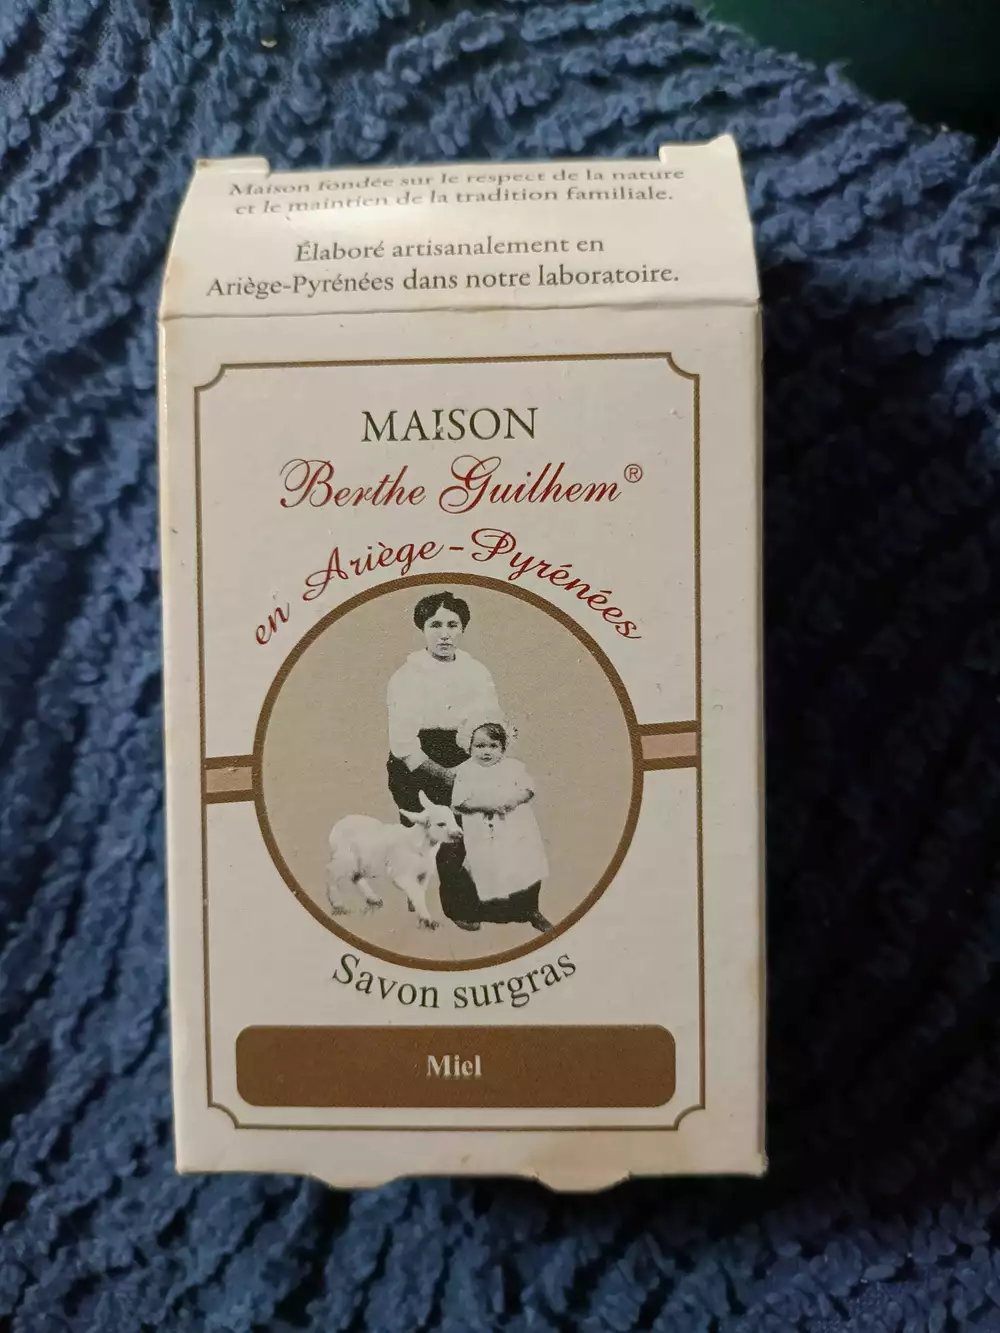 Maison fondée sur le respect de la nature
et le maintien de la tradition familiale.
Élaboré artisanalement en
Ariège-Pyrénées dans notre laboratoire.
MAISON
Berthe Guilhem®
en Ariège-Pyrénées
Savon surgras
Miel